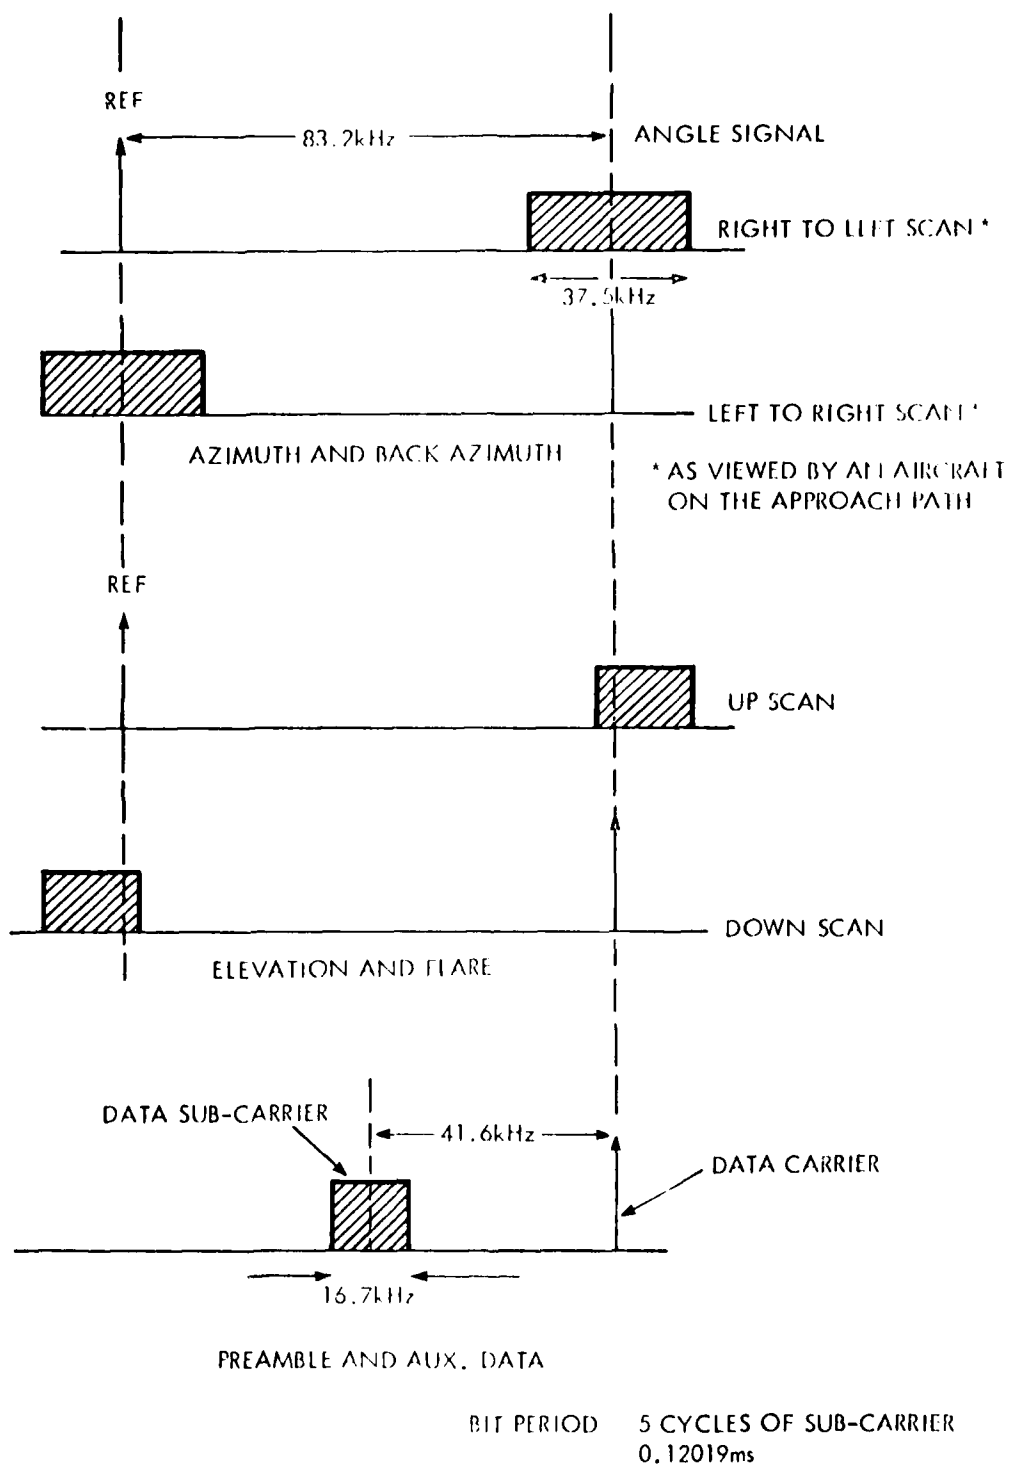 REF
83.2kHz
ANGLE SIGNAL
RIGHT TO LEFT SCAN *
37.5kHz
LEFT TO RIGHT SCAN *
AZIMUTH AND BACK AZIMUTH
* AS VIEWED BY AN AIRCRAFT
ON THE APPROACH PATH
REF
UP SCAN
DOWN SCAN
ELEVATION AND FLARE
DATA SUB-CARRIER
41.6kHz
DATA CARRIER
16.7kHz
PREAMBLE AND AUX. DATA
BIT PERIOD 5 CYCLES OF SUB-CARRIER
0.12019ms